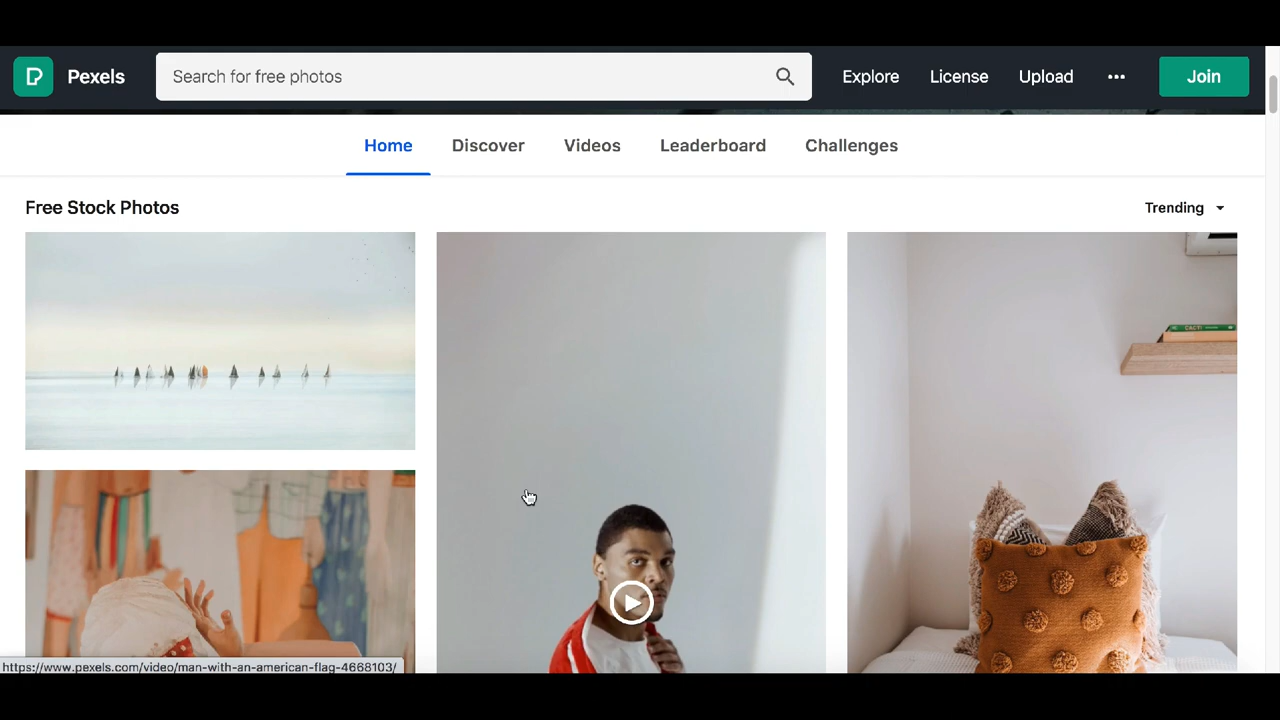 Pexels Search for free photos Explore License Upload ••• Join
Home Discover Videos Leaderboard Challenges
Free Stock Photos Trending
CACTI
https://www.pexels.com/video/man-with-an-american-flag-4668103/